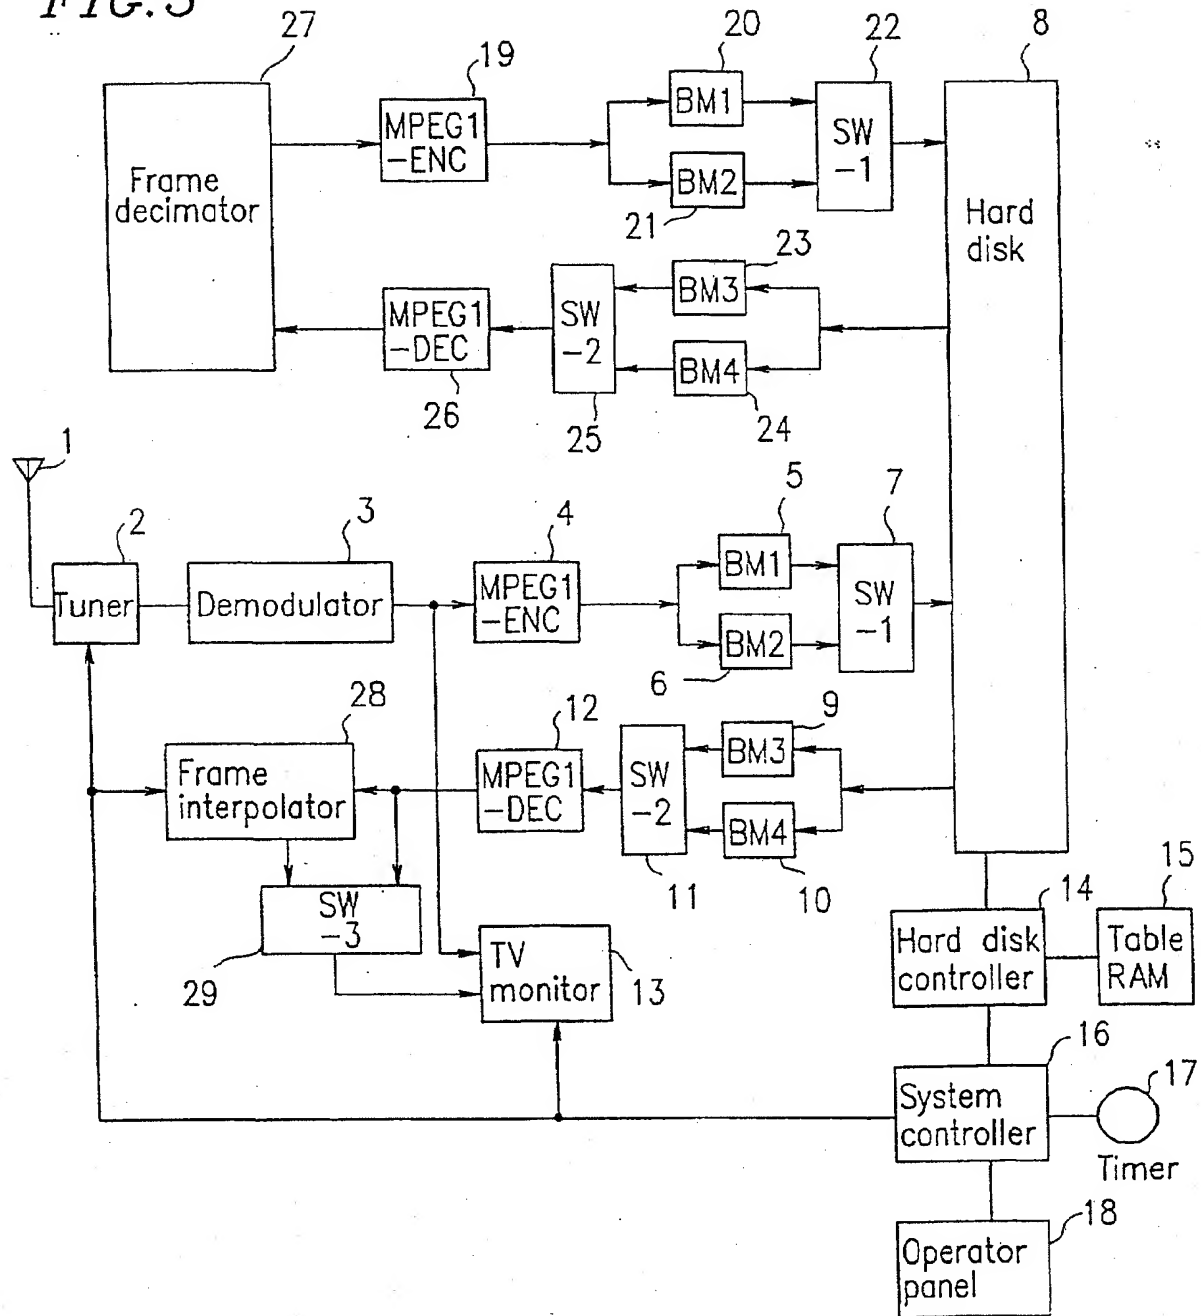 FIG. 3
27
19
20
22
8
MPEG1
-ENC
BM1
SW
-1
BM2
21
Frame
decimator
Hard
disk
23
MPEG1
-DEC
SW
-2
BM3
BM4
26
25
24
1
2
3
4
5
7
Tuner
Demodulator
MPEG1
-ENC
BM1
BM2
SW
-1
6
28
12
9
Frame
interpolator
MPEG1
-DEC
SW
-2
BM3
BM4
11
10
14
15
SW
-3
29
TV
monitor
13
Hard disk
controller
Table
RAM
16
17
System
controller
Timer
18
Operator
panel